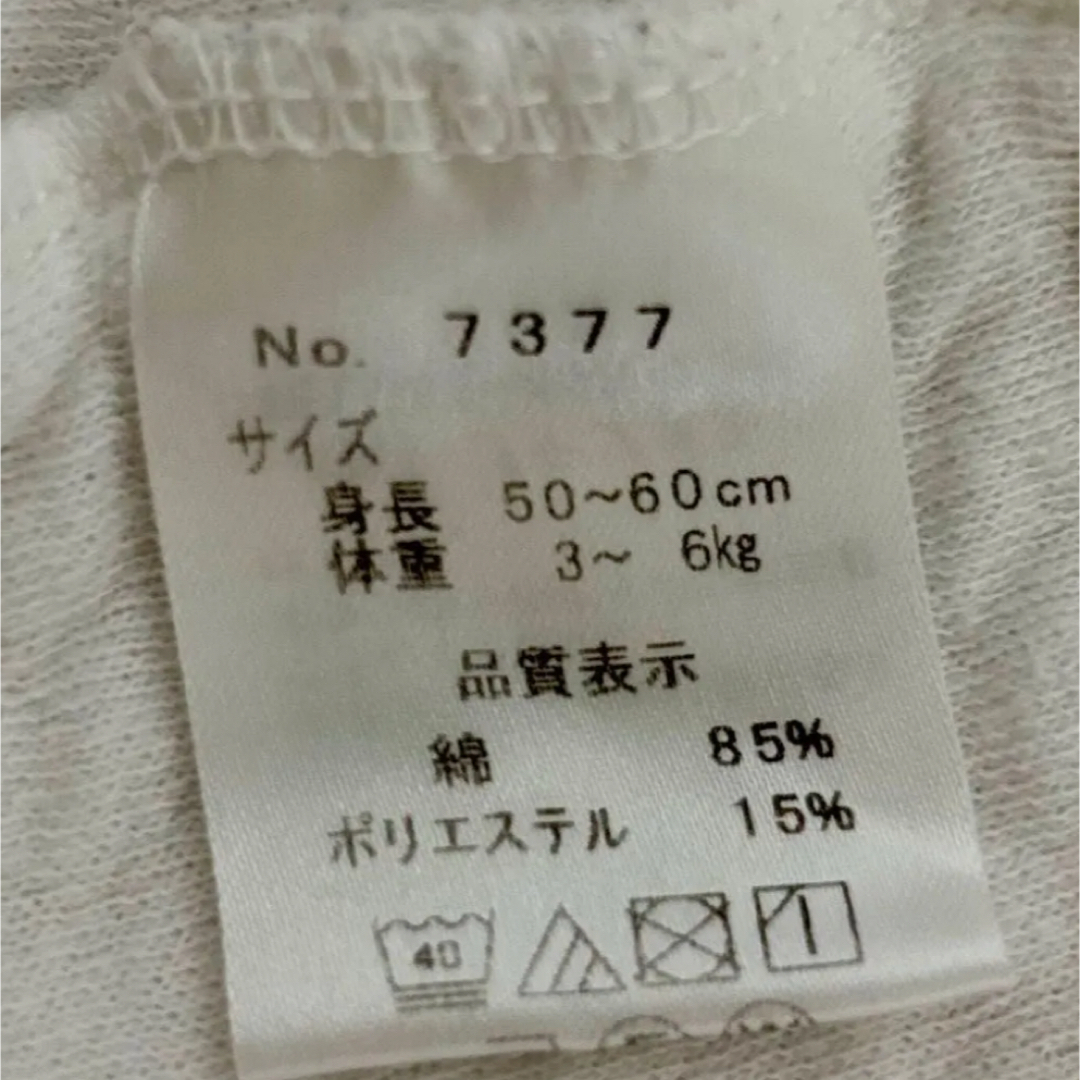 No. 7377
サイズ
身長 50~60cm
体重 3~ 6kg
品質表示
綿 85%
ポリエステル 15%
40